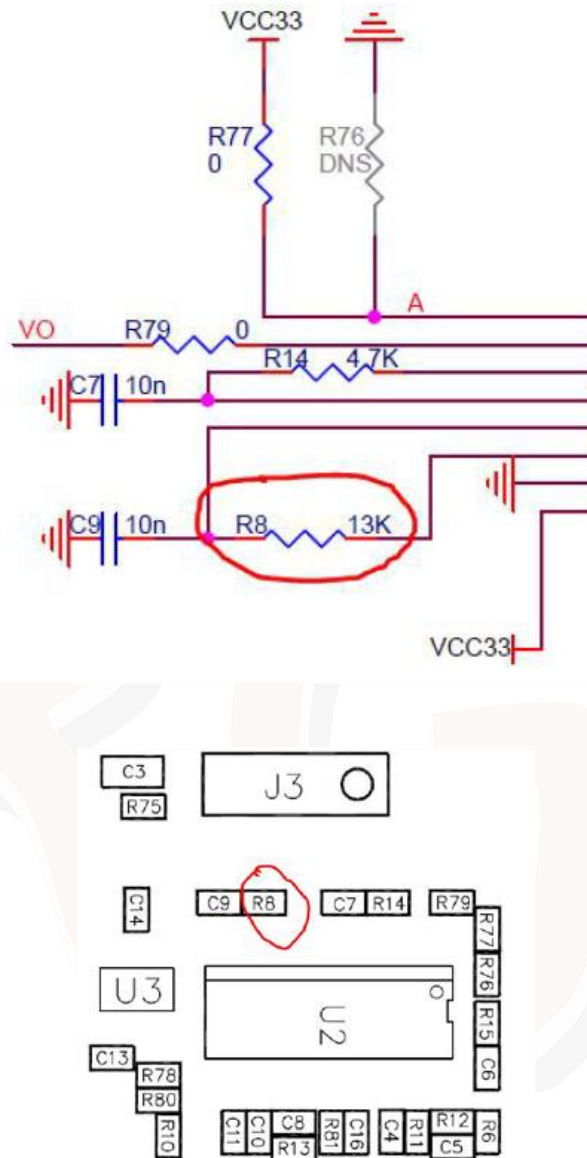 VCC33
R77
0
R76
DNS
A
VO
R79 0
R14 4.7K
C7 10n
C9 10n
R8 13K
VCC33
C3
J3
R75
C14
C9 R8 C7 R14 R79
R77
R76
U3
U2
R15
C13
C6
R78
R80
R10
C11 C10 C8 R81 C16 C4 R11 R12 R6
R13 C5